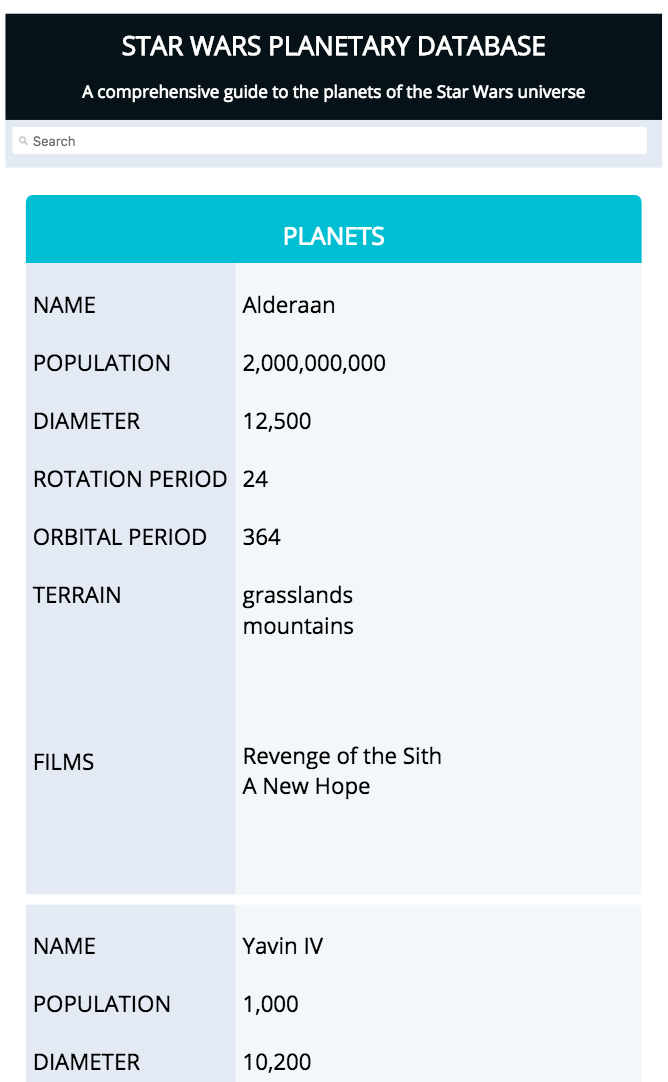 STAR WARS PLANETARY DATABASE
A comprehensive guide to the planets of the Star Wars universe
Search
PLANETS
NAME Alderaan
POPULATION 2,000,000,000
DIAMETER 12,500
ROTATION PERIOD 24
ORBITAL PERIOD 364
TERRAIN grasslands
mountains
FILMS Revenge of the Sith
A New Hope
NAME Yavin IV
POPULATION 1,000
DIAMETER 10,200